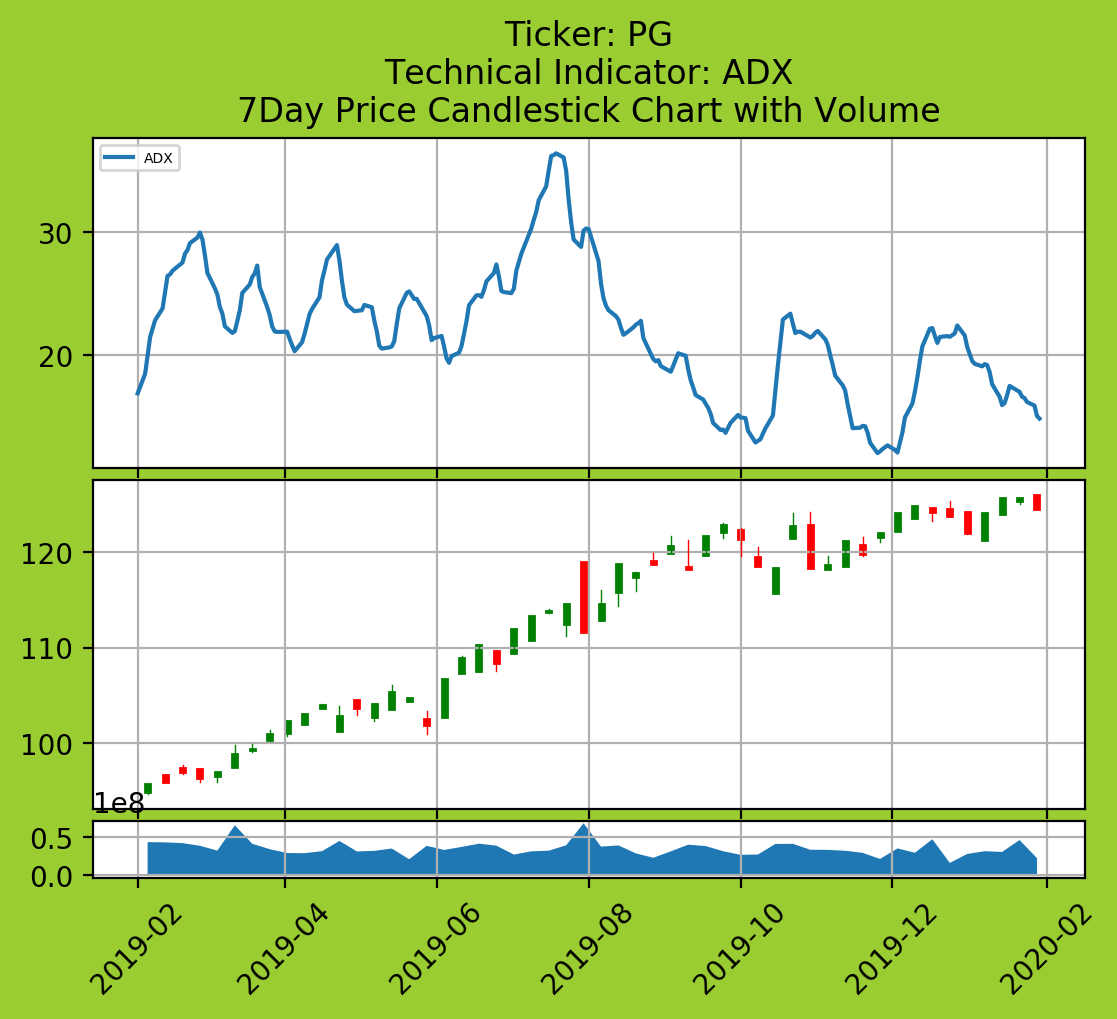 Ticker: PG
Technical Indicator: ADX
7Day Price Candlestick Chart with Volume
ADX
30
20
120
110
100
1e8
0.5
0.0
2019-02
2019-04
2019-06
2019-08
2019-10
2019-12
2020-02